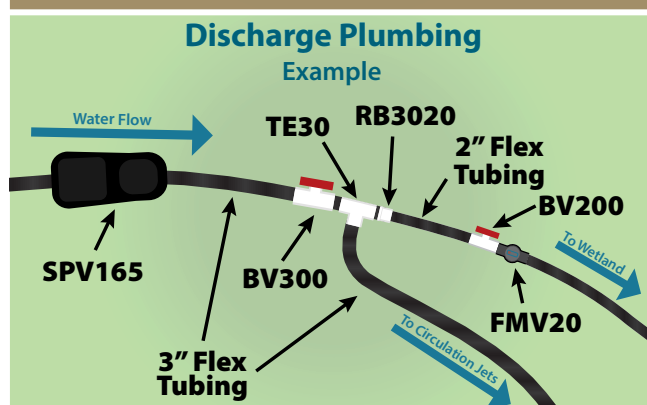 Discharge Plumbing
Example
Water Flow
TE30
RB3020
2” Flex
Tubing
BV200
To Wetland
SPV165
BV300
FMV20
3” Flex
Tubing
To Circulation Jets